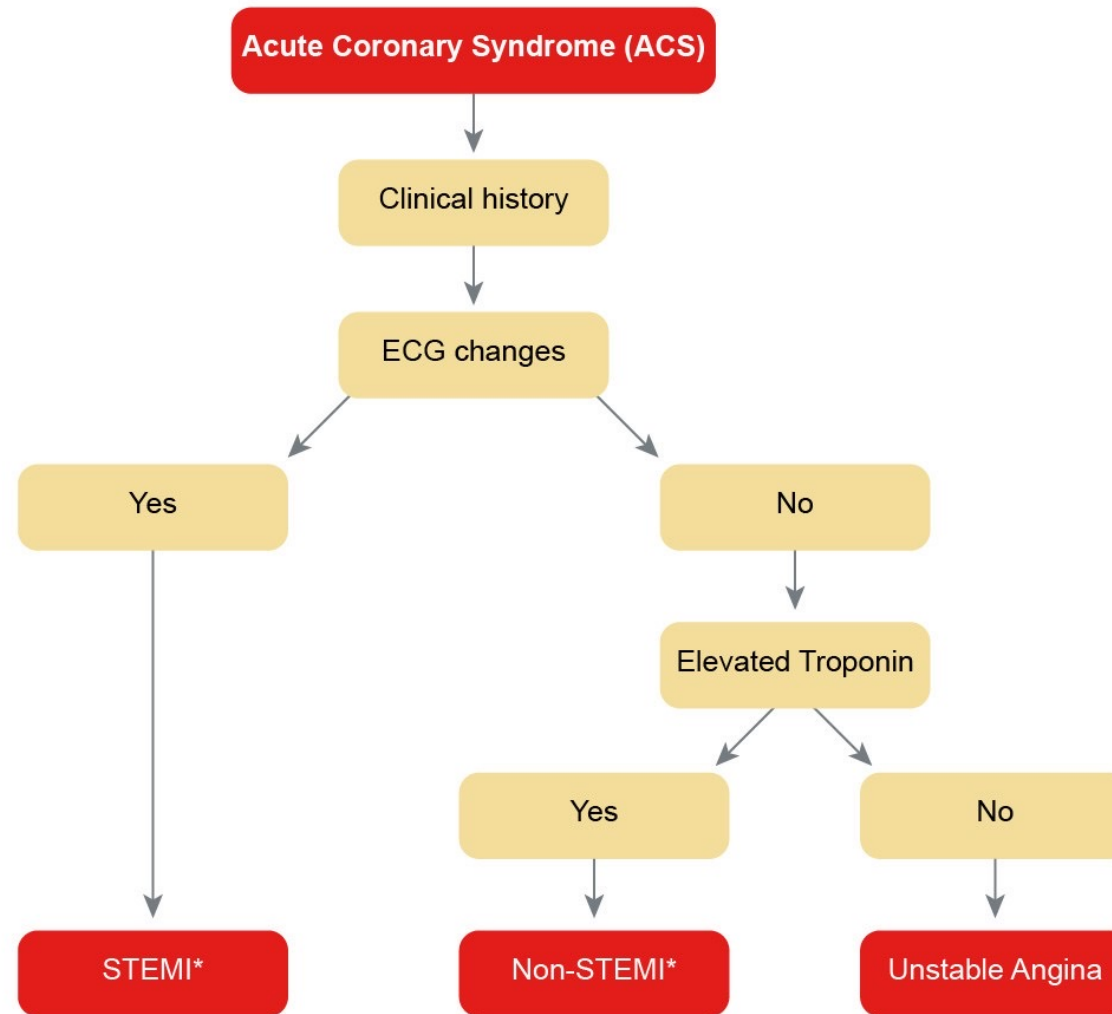 Acute Coronary Syndrome (ACS)
Clinical history
ECG changes
Yes
No
Elevated Troponin
Yes
No
STEMI*
Non-STEMI*
Unstable Angina